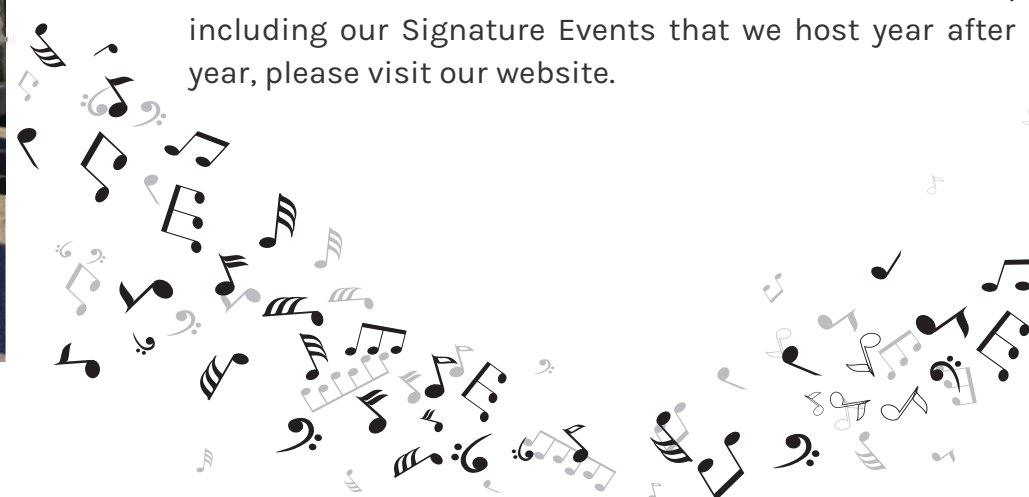 including our Signature Events that we host year after
year, please visit our website.